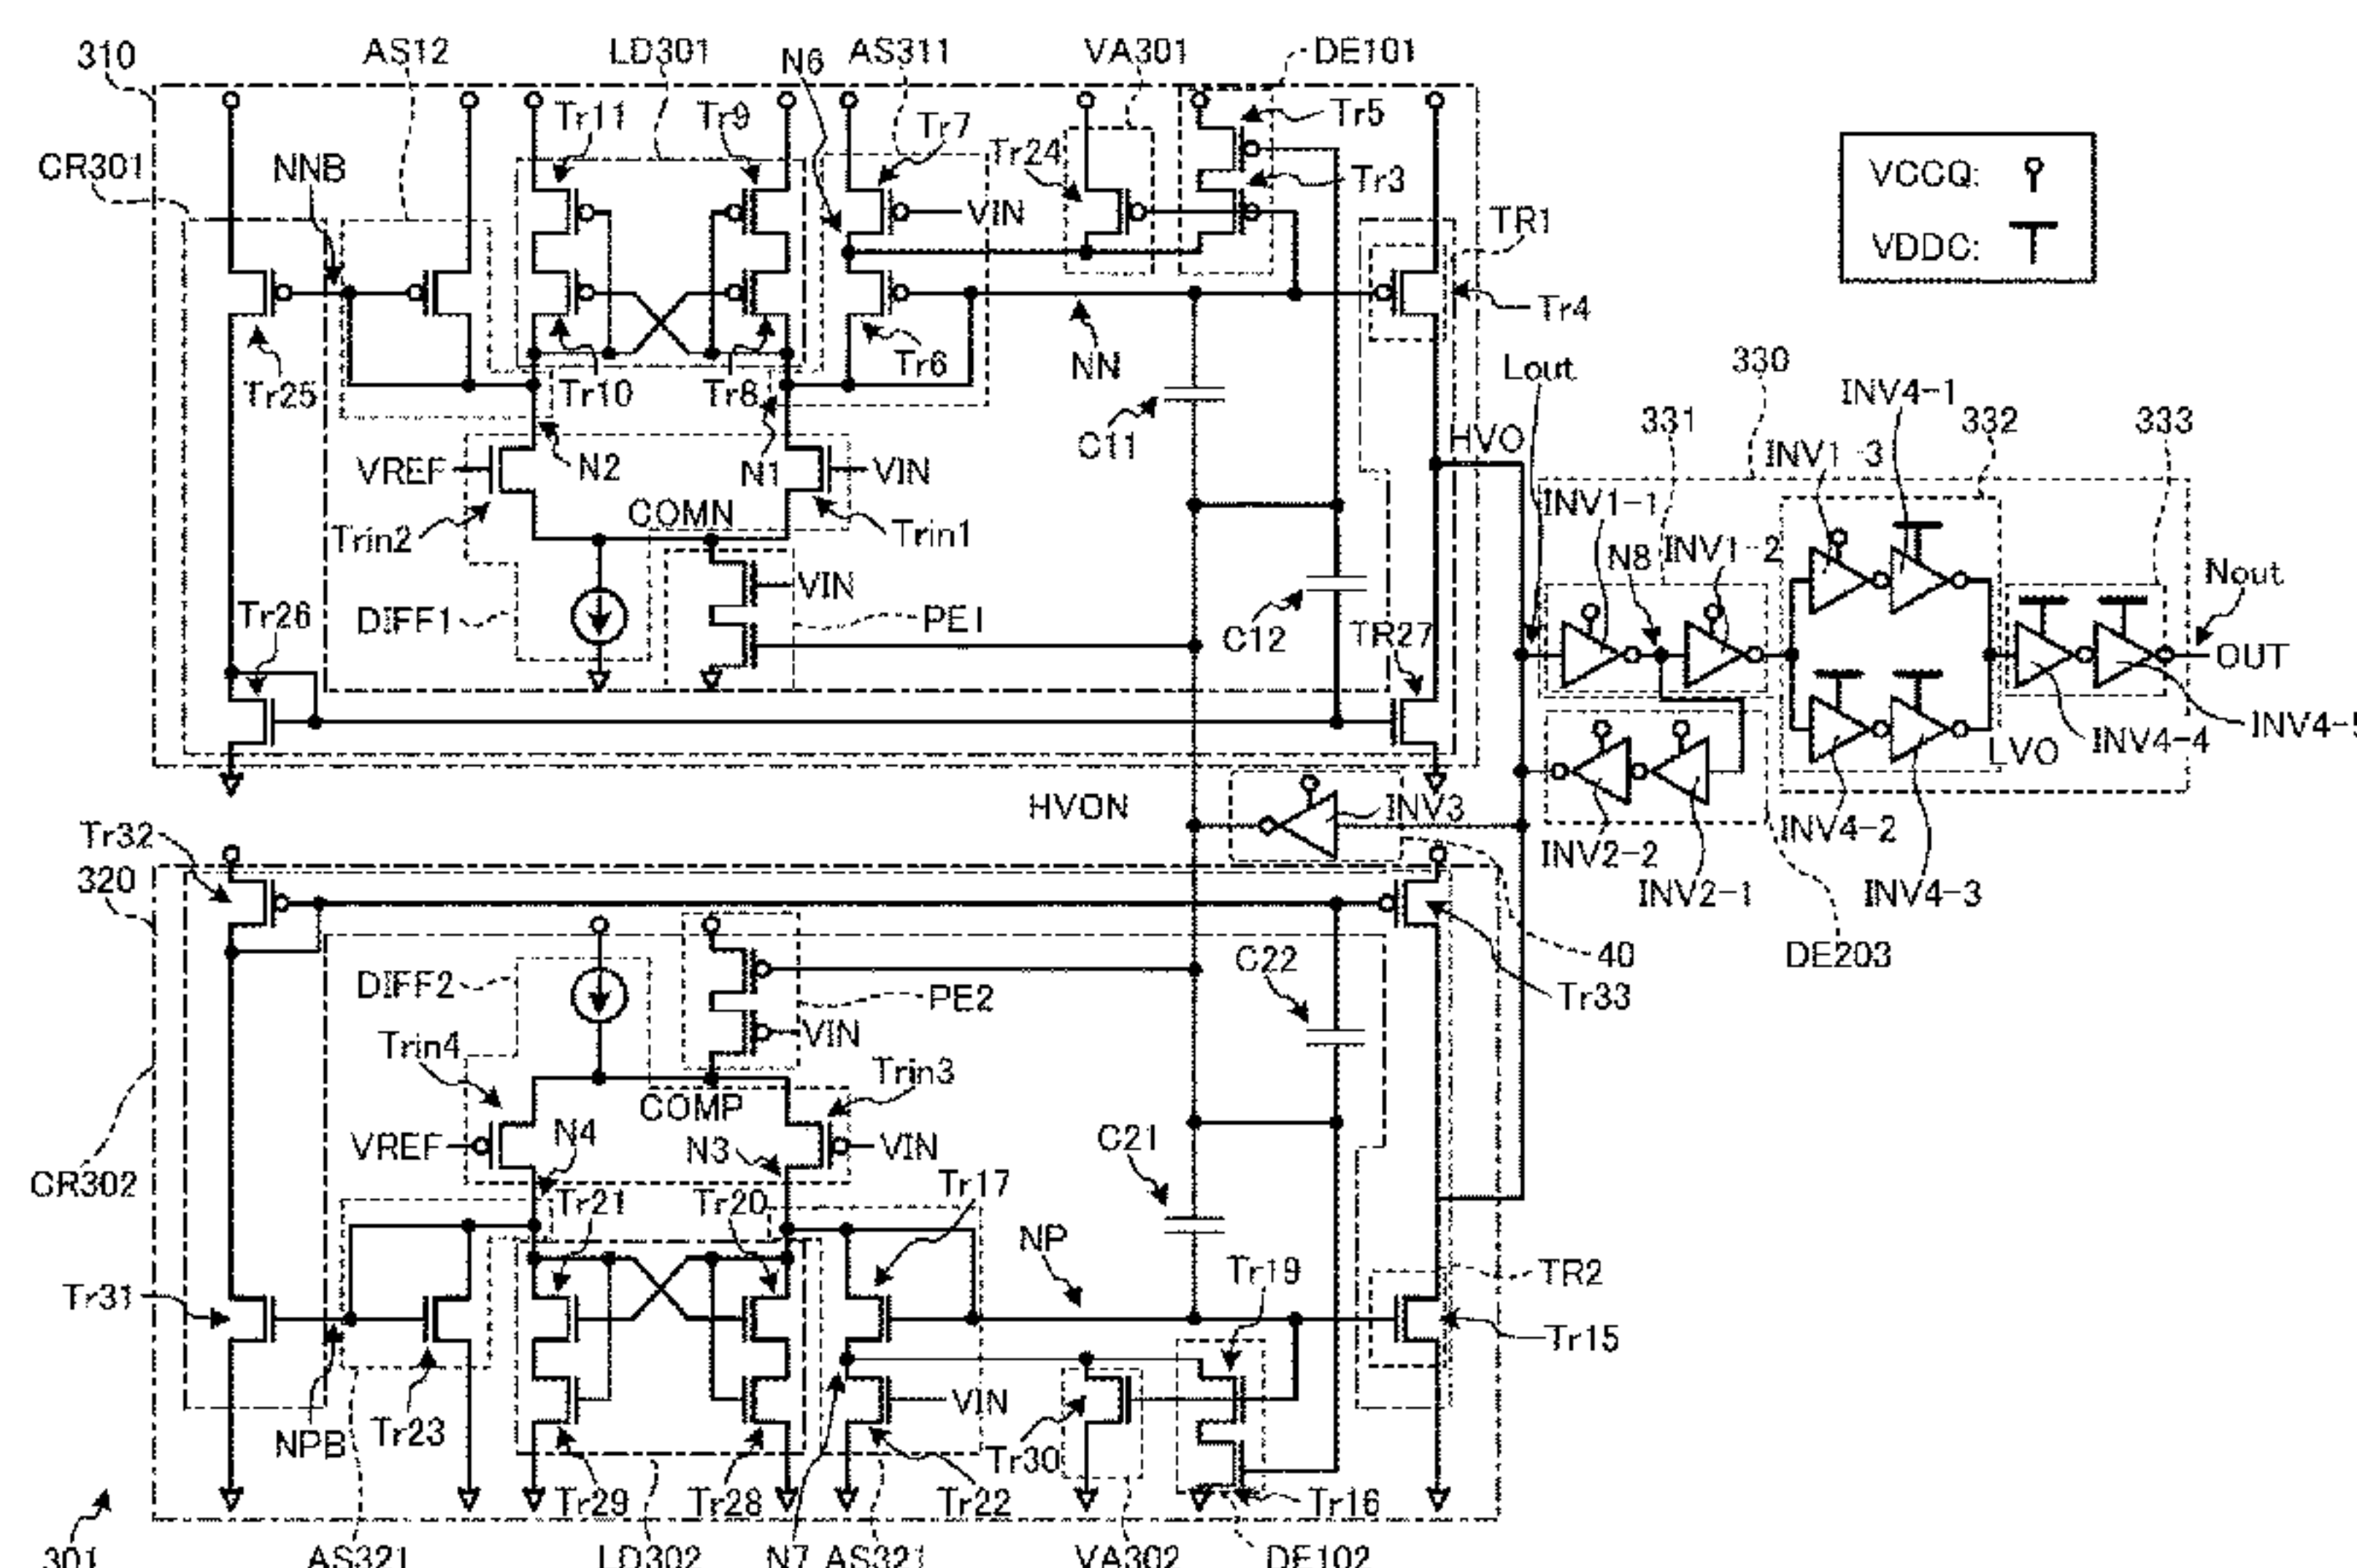 310
AS12
LD301
N6
AS311
VA301
DE101
Tr11
Tr9
Tr7
Tr24
Tr5
CR301
NNB
VIN
Tr3
TR1
VCCQ:
VDDC:
Tr25
Tr10
Tr8
Tr6
NN
Tr4
Lout
330
INV4-1
331
332
333
C11
HVO
INV1-3
VREF
N2
N1
VIN
COMN
INV1-1
Trin2
Trin1
N8
INV1-2
Nout
VIN
Tr26
DIFF1
PE1
C12
TR27
OUT
INV4-5
INV4-4
LVO
HVON
INV3
INV4-2
Tr32
INV2-2
INV2-1
INV4-3
320
40
DE203
C22
DIFF2
PE2
Tr33
VIN
Trin4
Trin3
COMP
VREF
N4
N3
VIN
C21
CR302
Tr21
Tr20
Tr17
NP
Tr19
TR2
Tr31
Tr15
VIN
NPB
Tr23
Tr30
Tr29
Tr28
Tr22
Tr16
301
AS321
LD302
N7
AS321
VA302
DE102